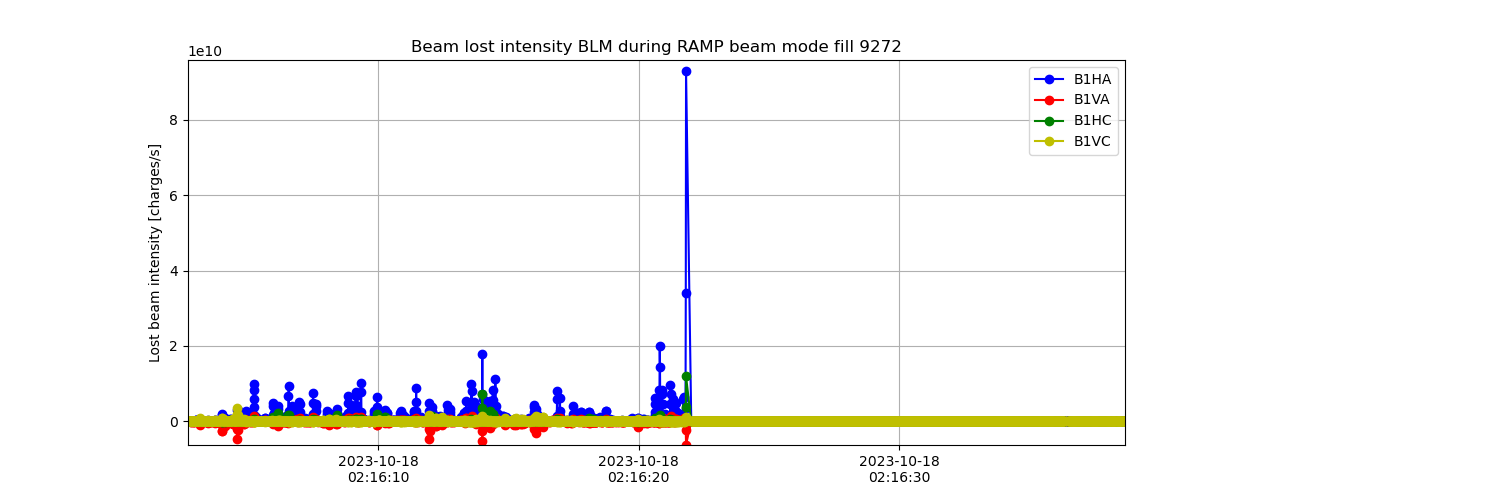 Beam lost intensity BLM during RAMP beam mode fill 9272
1e10
Lost beam intensity [charges/s]
8
6
4
2
0
B1HA
B1VA
B1HC
B1VC
2023-10-18
02:16:10
2023-10-18
02:16:20
2023-10-18
02:16:30